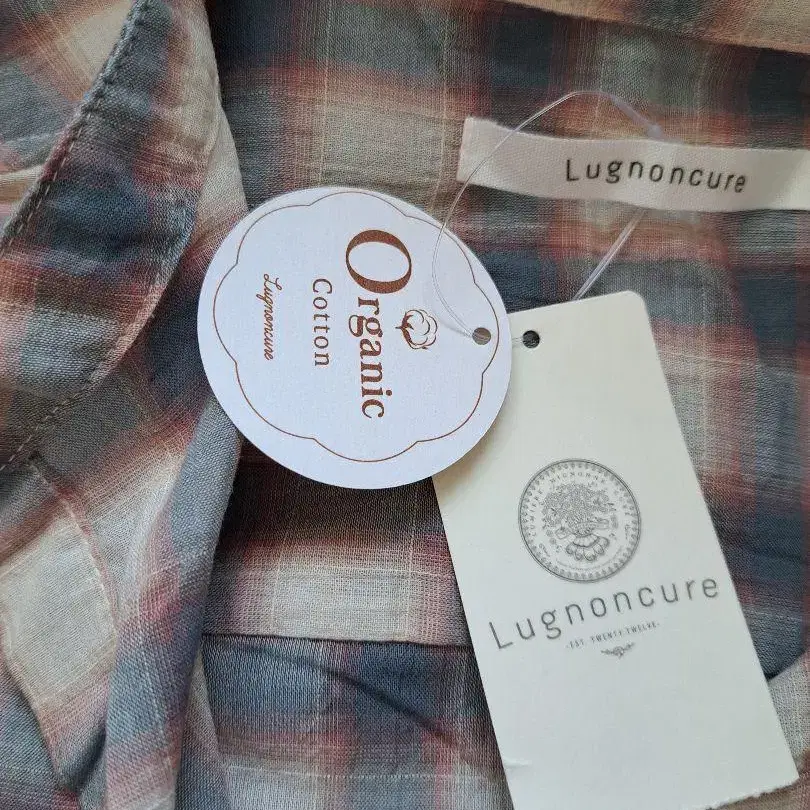 Lugnoncure
Organic
Cotton
Lugnoncure
Lugnoncure
-EST. TWENTY.TWELVE-